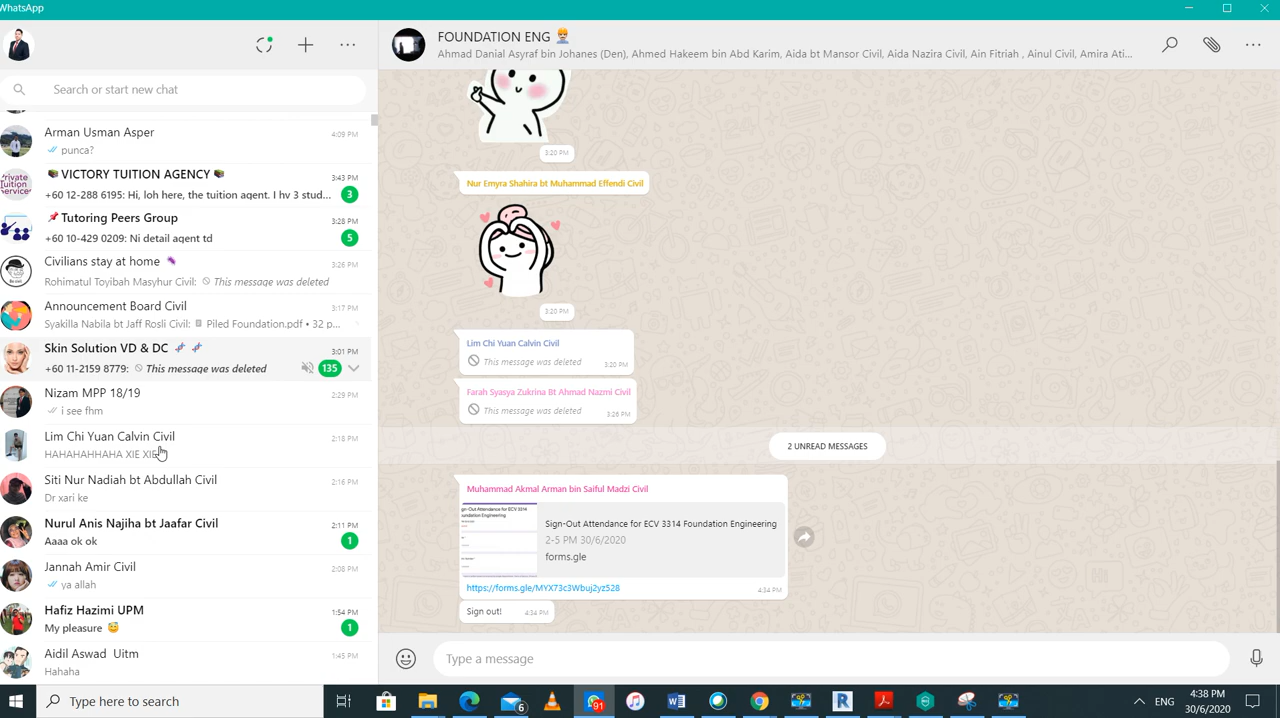 WhatsApp
Search or start new chat
Arman Usman Asper
4:09 PM
punca?
VICTORY TUITION AGENCY
3:43 PM
+60 12-288 6195: Hi, loh here, the tuition agent. I hv 3 stud...
3
Tutoring Peers Group
3:28 PM
+60 10-429 0209: Ni detail agent td
5
Civilians stay at home
3:26 PM
Rohimatul Toyibah Masyhur Civil: This message was deleted
Announcement Board Civil
3:17 PM
Syakilla Nabila bt Jaff Rosli Civil: Piled Foundation.pdf • 32 p...
Skin Solution VD & DC
3:01 PM
+60 11-2159 8779: This message was deleted
135
Nizam MPP 18/19
2:29 PM
i see fhm
Lim Chi Yuan Calvin Civil
2:18 PM
HAHAHAHHAHA XIE XIE
Siti Nur Nadiah bt Abdullah Civil
2:16 PM
Dr xari ke
Nurul Anis Najiha bt Jaafar Civil
2:11 PM
Aaaa ok ok
1
Jannah Amir Civil
2:08 PM
ya allah
Hafiz Hazimi UPM
1:54 PM
My pleasure
1
Aidil Aswad Uitm
1:45 PM
Hahaha
FOUNDATION ENG
Ahmad Danial Asyraf bin Johanes (Den), Ahmed Hakeem bin Abd Karim, Aida bt Mansor Civil, Aida Nazira Civil, Ain Fitriah , Ainul Civil, Amira Ati...
3:20 PM
Nur Emyra Shahira bt Muhammad Effendi Civil
3:20 PM
Lim Chi Yuan Calvin Civil
This message was deleted
3:20 PM
Farah Syasya Zukrina Bt Ahmad Nazmi Civil
This message was deleted
3:26 PM
2 UNREAD MESSAGES
Muhammad Akmal Arman bin Saiful Madzi Civil
Sign-Out Attendance for ECV 3314 Foundation Engineering
2-5 PM 30/6/2020
forms.gle
https://forms.gle/MYX73c3Wbuj2yz528
4:34 PM
Sign out!
4:34 PM
Type a message
Type here to search
6
91
ENG
4:38 PM
30/6/2020